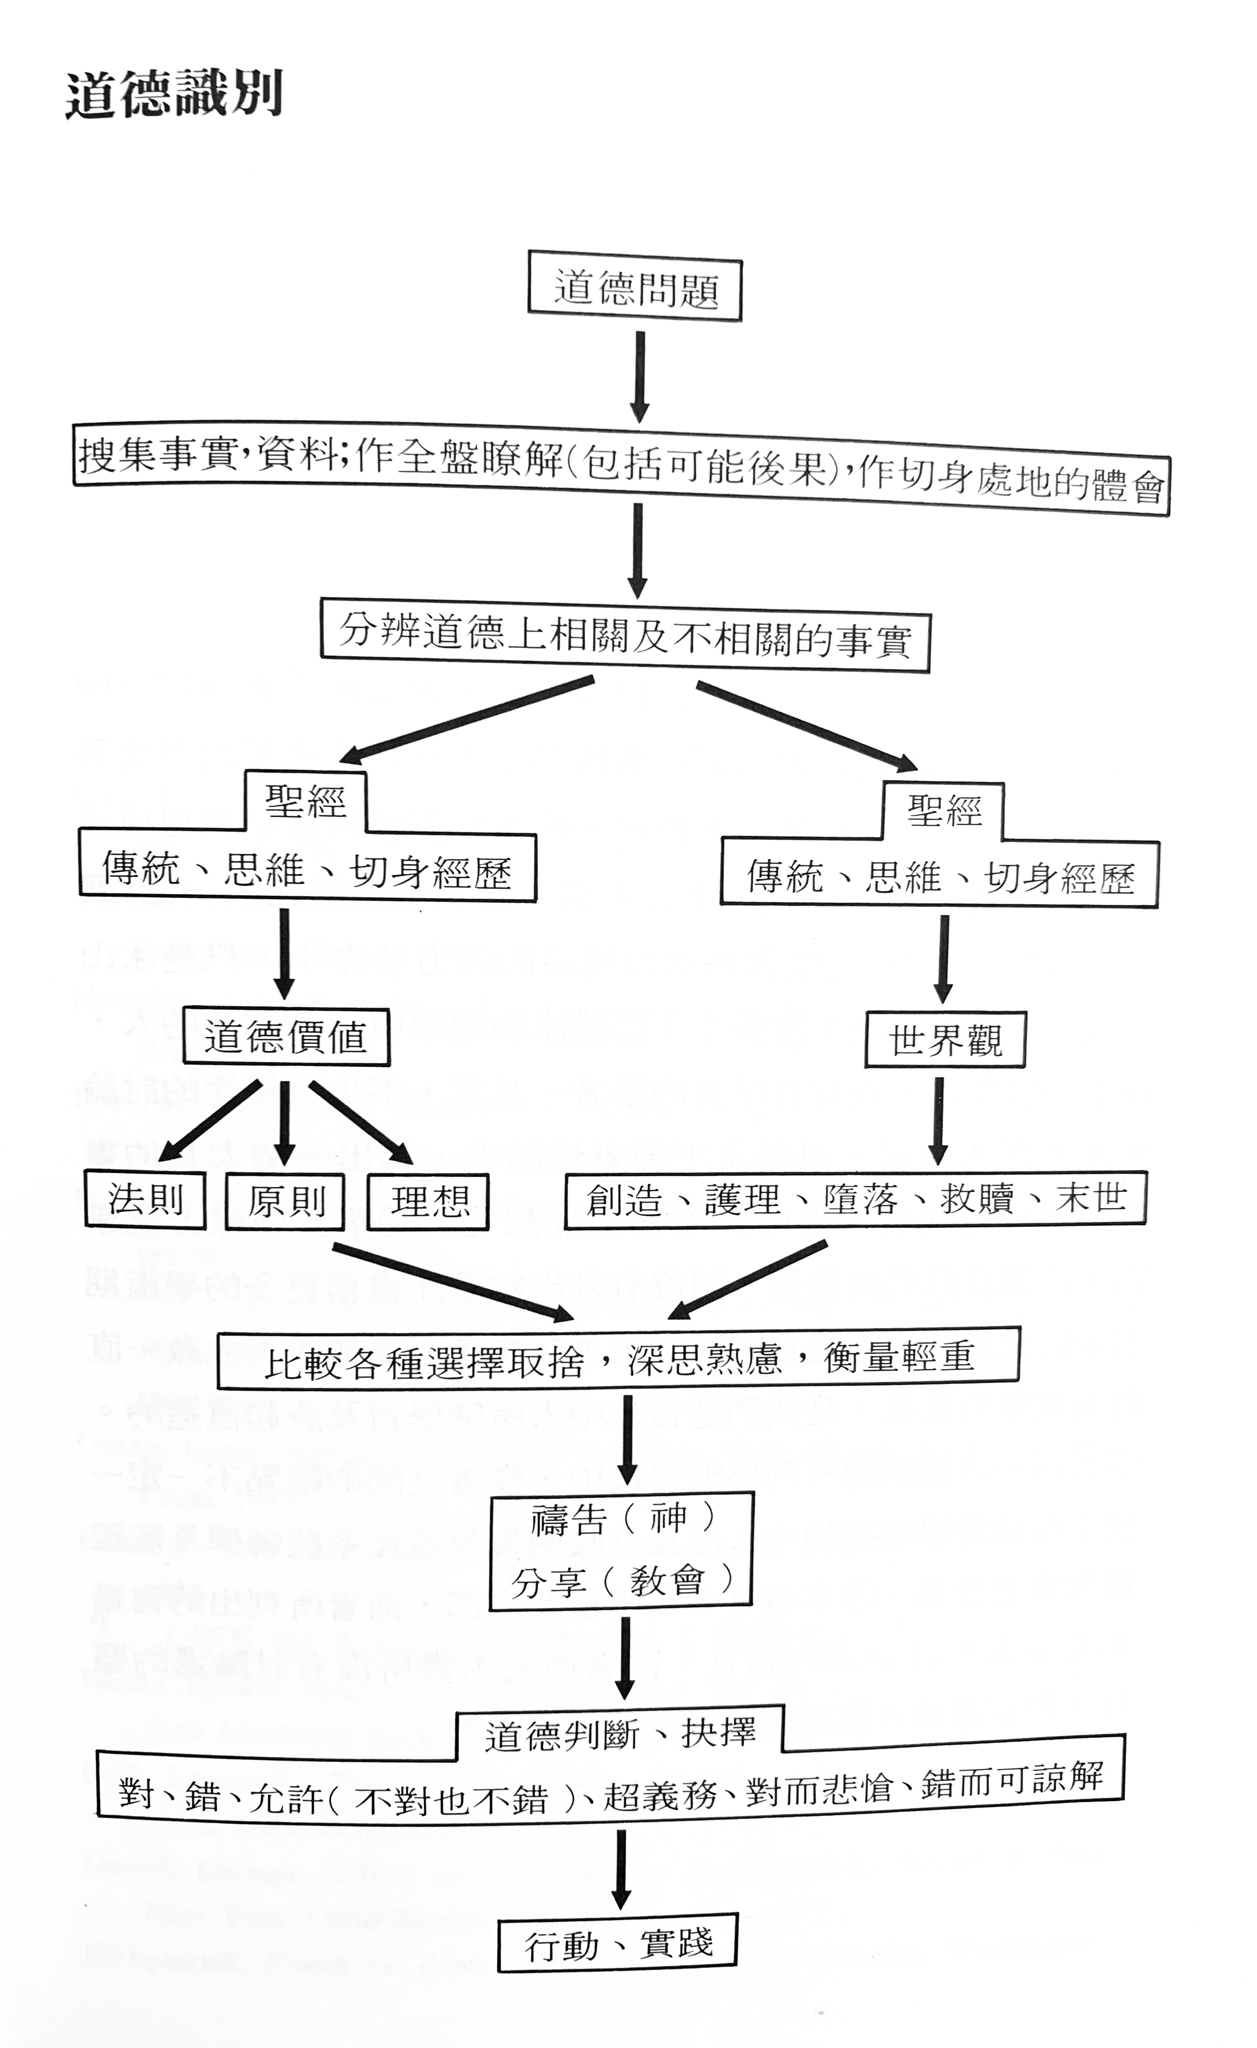 道德識別
道德問題
搜集事實，資料；作全盤瞭解（包括可能後果），作切身處地的體會
分辨道德上相關及不相關的事實
聖經
傳統、思維、切身經歷
聖經
傳統、思維、切身經歷
道德價值
世界觀
法則
原則
理想
創造、護理、墮落、救贖、末世
比較各種選擇取捨，深思熟慮，衡量輕重
禱告（神）
分享（教會）
道德判斷、抉擇
對、錯、允許（不對也不錯）、超義務、對而悲愴、錯而可諒解
行動、實踐